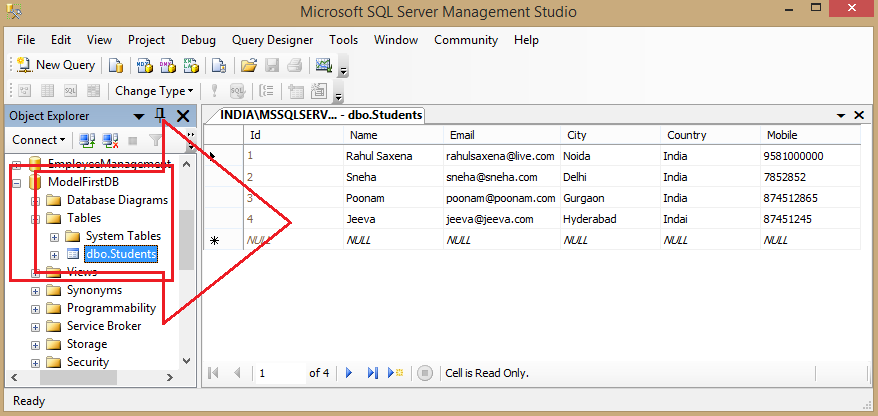 Microsoft SQL Server Management Studio
File Edit View Project Debug Query Designer Tools Window Community Help
New Query
Change Type
Object Explorer
Connect
EmployeeManagement
ModelFirstDB
Database Diagrams
Tables
System Tables
dbo.Students
Views
Synonyms
Programmability
Service Broker
Storage
Security
INDIA\MSSQLSERV... - dbo.Students
Id Name Email City Country Mobile
1 Rahul Saxena rahulsaxena@live.com Noida India 9581000000
2 Sneha sneha@sneha.com Delhi India 7852852
3 Poonam poonam@poonam.com Gurgaon India 874512865
4 Jeeva jeeva@jeeva.com Hyderabad Indai 87451245
NULL NULL NULL NULL NULL NULL
1 of 4 Cell is Read Only.
Ready